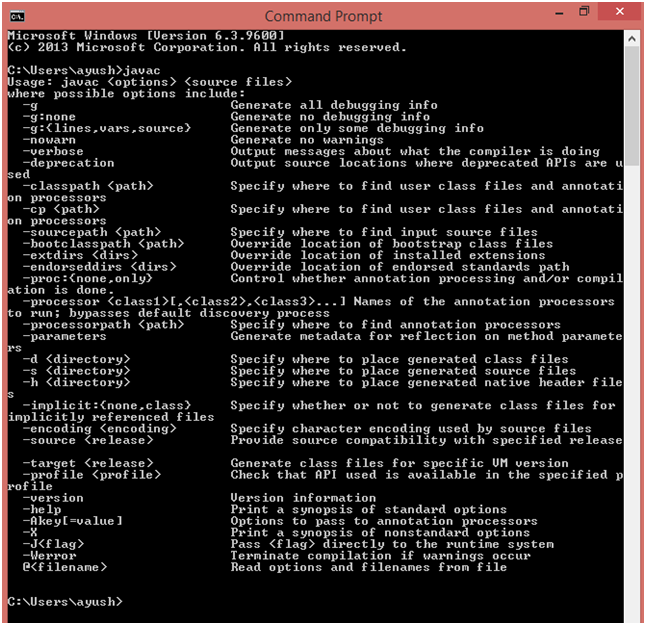 Command Prompt
Microsoft Windows [Version 6.3.9600]
(c) 2013 Microsoft Corporation. All rights reserved.
C:\Users\ayush>javac
Usage: javac <options> <source files>
where possible options include:
  -g                         Generate all debugging info
  -g:none                    Generate no debugging info
  -g:{lines,vars,source}     Generate only some debugging info
  -nowarn                    Generate no warnings
  -verbose                   Output messages about what the compiler is doing
  -deprecation               Output source locations where deprecated APIs are u
sed
  -classpath <path>          Specify where to find user class files and annotati
on processors
  -cp <path>                 Specify where to find user class files and annotati
on processors
  -sourcepath <path>         Specify where to find input source files
  -bootclasspath <path>      Override location of bootstrap class files
  -extdirs <dirs>            Override location of installed extensions
  -endorseddirs <dirs>       Override location of endorsed standards path
  -proc:{none,only}          Control whether annotation processing and/or compil
ation is done.
  -processor <class1>[,<class2>,<class3>...] Names of the annotation processors
to run; bypasses default discovery process
  -processorpath <path>      Specify where to find annotation processors
  -parameters                Generate metadata for reflection on method paramete
rs
  -d <directory>             Specify where to place generated class files
  -s <directory>             Specify where to place generated source files
  -h <directory>             Specify where to place generated native header file
s
  -implicit:{none,class}     Specify whether or not to generate class files for
implicitly referenced files
  -encoding <encoding>       Specify character encoding used by source files
  -source <release>          Provide source compatibility with specified release
  -target <release>          Generate class files for specific VM version
  -profile <profile>         Check that API used is available in the specified p
rofile
  -version                   Version information
  -help                      Print a synopsis of standard options
  -Akey[=value]              Options to pass to annotation processors
  -X                         Print a synopsis of nonstandard options
  -J<flag>                   Pass <flag> directly to the runtime system
  -Werror                    Terminate compilation if warnings occur
  @<filename>                Read options and filenames from file
C:\Users\ayush>